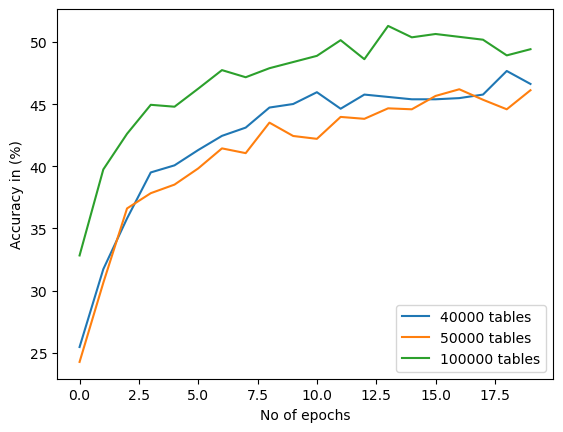 50
45
40
35
30
25
Accuracy in (%)
0.0 2.5 5.0 7.5 10.0 12.5 15.0 17.5
No of epochs
40000 tables
50000 tables
100000 tables